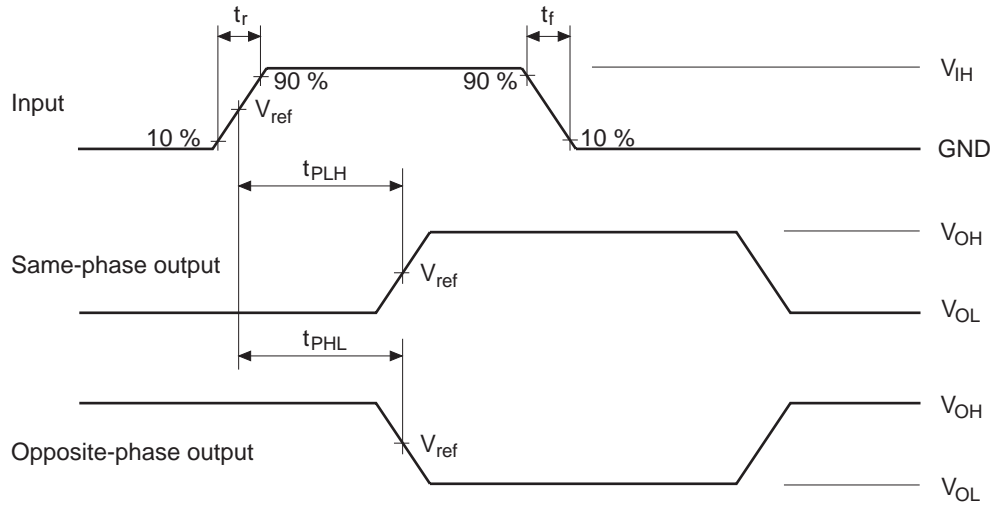 tr
tf
90 %
90 %
VIH
Input
Vref
10 %
10 %
GND
tPLH
VOH
Same-phase output
Vref
VOL
tPHL
VOH
Vref
Opposite-phase output
VOL